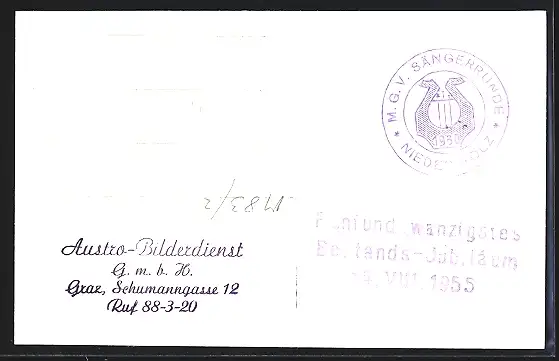 * M. G. V. SÄNGERRUNDE *
1930
Austro-Bilderdienst
G. m. b. H.
Graz, Schumanngasse 12
Ruf 88-3-20
Fünfundzwanzigstes
Bestands-Jubiläum
VIII. 1955